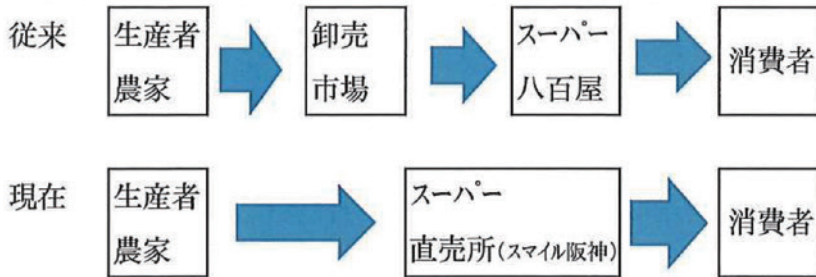 従来
生産者
農家
卸売
市場
スーパー
八百屋
消費者
現在
生産者
農家
スーパー
直売所(スマイル阪神)
消費者